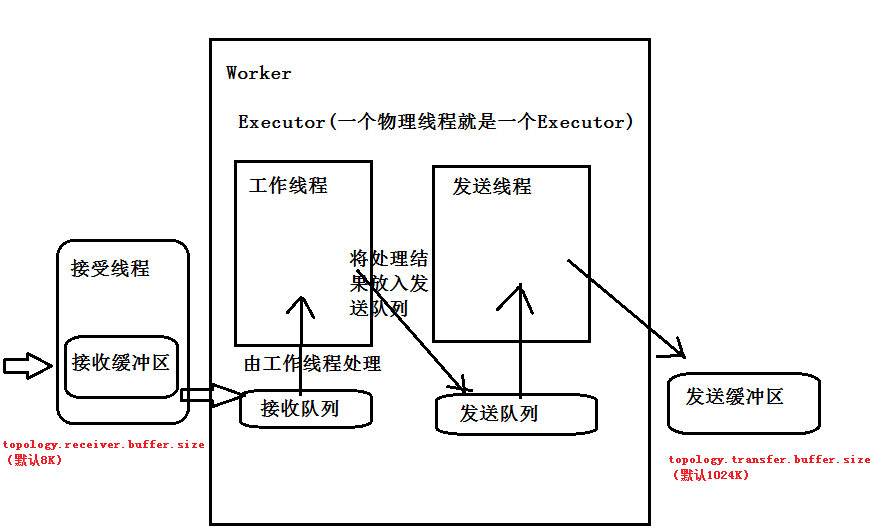 Worker
Executor(一个物理线程就是一个Executor)
工作线程
发送线程
接受线程
将处理结
果放入发
送队列
接收缓冲区
由工作线程处理
接收队列
发送队列
发送缓冲区
topology.receiver.buffer.size
(默认8K)
topology.transfer.buffer.size
(默认1024K)